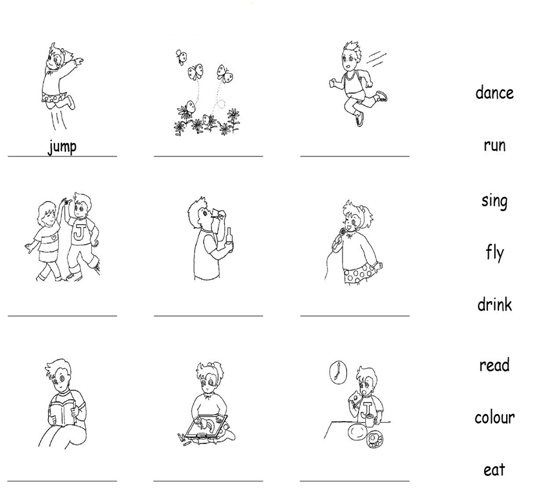 jump
dance
run
sing
fly
drink
read
colour
eat
J